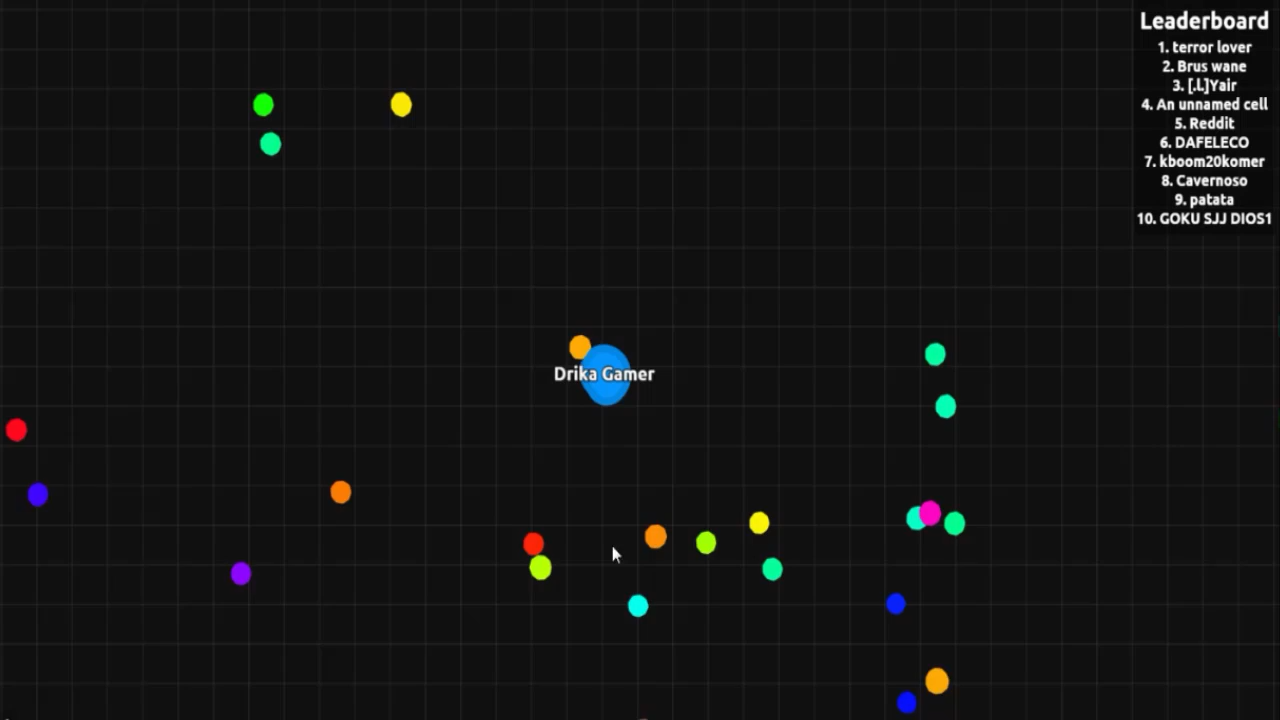 Leaderboard
1. terror lover
2. Brus wane
3. [.L]Yair
4. An unnamed cell
5. Reddit
6. DAFELECO
7. kboom20komer
8. Cavernoso
9. patata
10. GOKU SJJ DIOS1
Drika Gamer